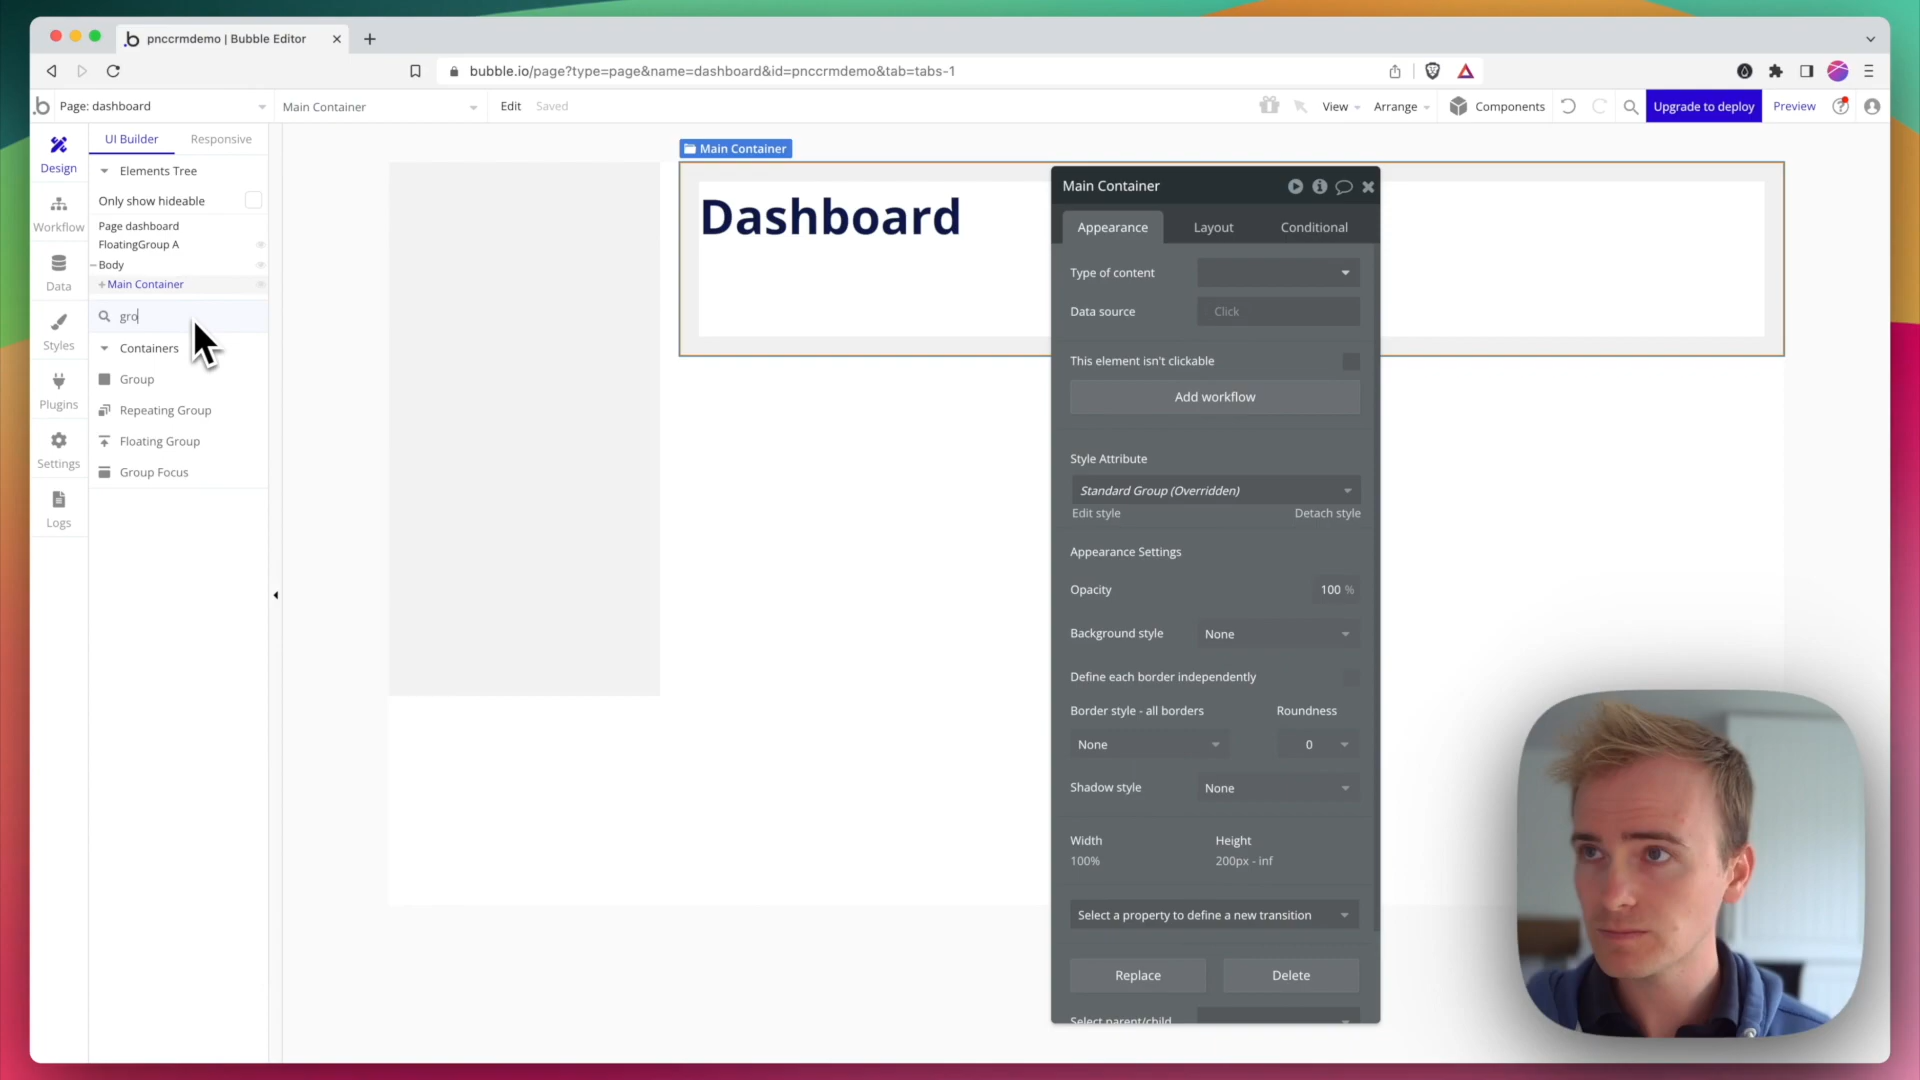 pnccrmdemo | Bubble Editor
bubble.io/page?type=page&name=dashboard&id=pnccrmdemo&tab=tabs-1
Page: dashboard
Main Container
Edit
Saved
View
Arrange
Components
Upgrade to deploy
Preview
Design
Workflow
Data
Styles
Plugins
Settings
Logs
UI Builder
Responsive
Elements Tree
Only show hideable
Page dashboard
FloatingGroup A
Body
Main Container
gro
Containers
Group
Repeating Group
Floating Group
Group Focus
Main Container
Dashboard
Main Container
Appearance
Layout
Conditional
Type of content
Data source
Click
This element isn't clickable
Add workflow
Style Attribute
Standard Group (Overridden)
Edit style
Detach style
Appearance Settings
Opacity
100 %
Background style
None
Define each border independently
Border style - all borders
Roundness
None
0
Shadow style
None
Width
Height
100%
200px - inf
Select a property to define a new transition
Replace
Delete
Select parent/child